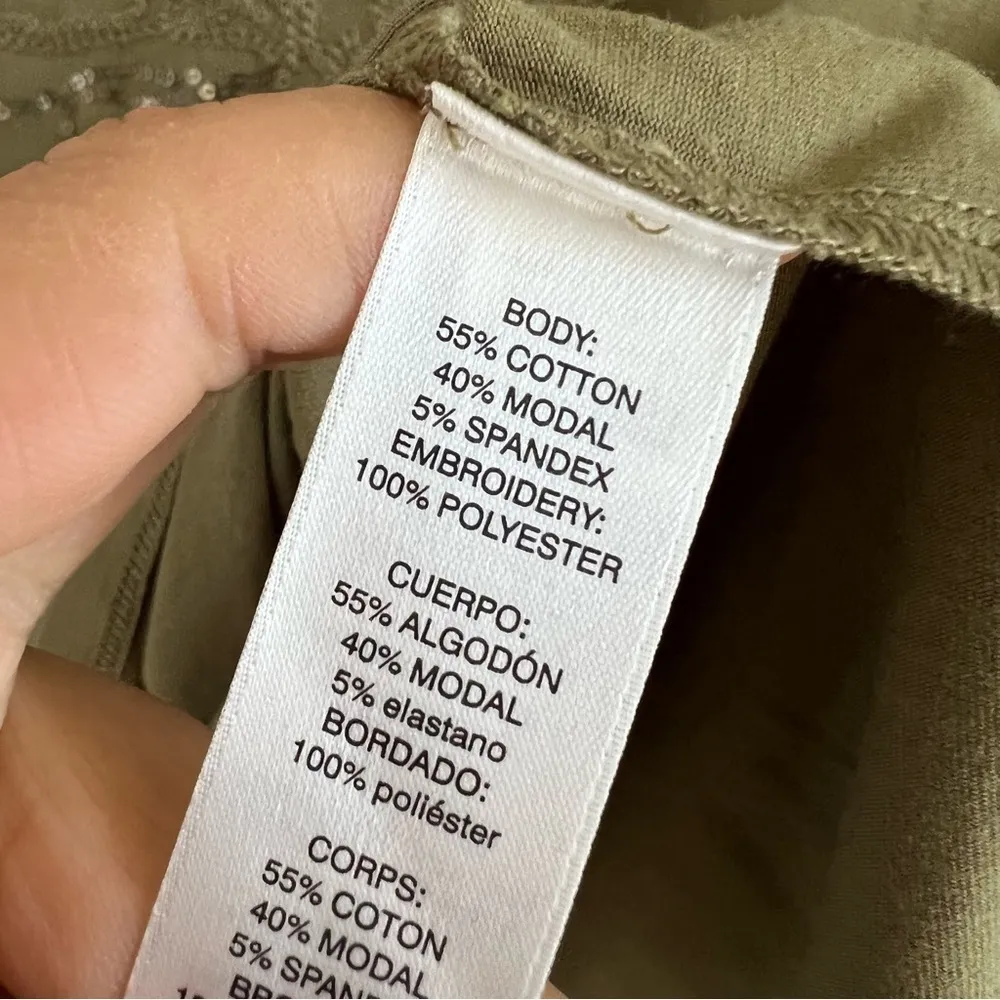 BODY:
55% COTTON
40% MODAL
5% SPANDEX
EMBROIDERY:
100% POLYESTER
CUERPO:
55% ALGODÓN
40% MODAL
5% elastano
BORDADO:
100% poliéster
CORPS:
55% COTON
40% MODAL
5%